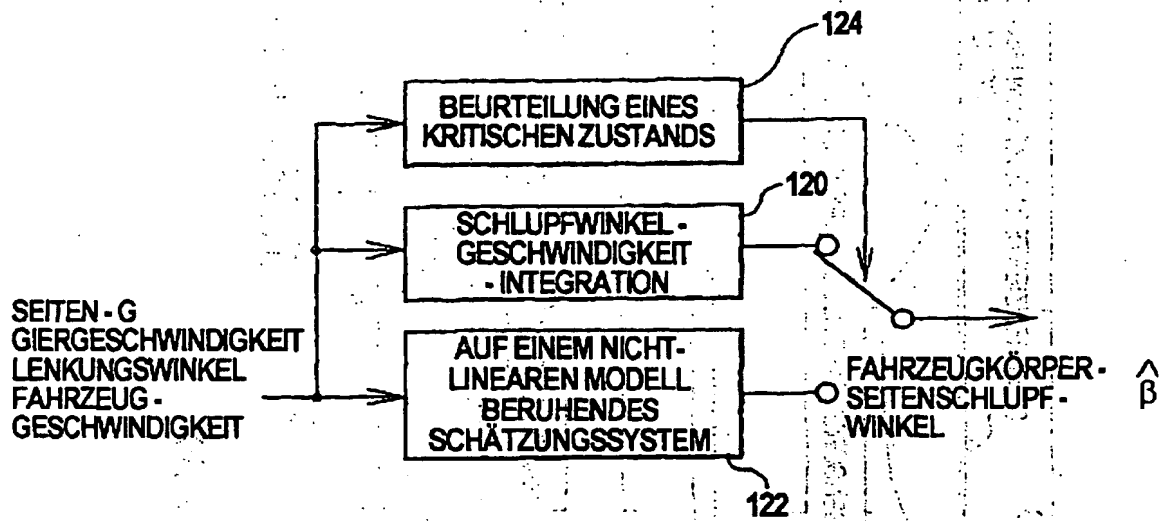 124
BEURTEILUNG EINES
KRITISCHEN ZUSTANDS
120
SCHLUPFWINKEL -
GESCHWINDIGKEIT
- INTEGRATION
SEITEN - G
GIERGESCHWINDIGKEIT
LENKUNGSWINKEL
FAHRZEUG -
GESCHWINDIGKEIT
AUF EINEM NICHT-
LINEAREN MODELL
BERUHENDES
SCHÄTZUNGSSYSTEM
122
FAHRZEUGKÖRPER -
SEITENSCHLUPF -
WINKEL
β̂